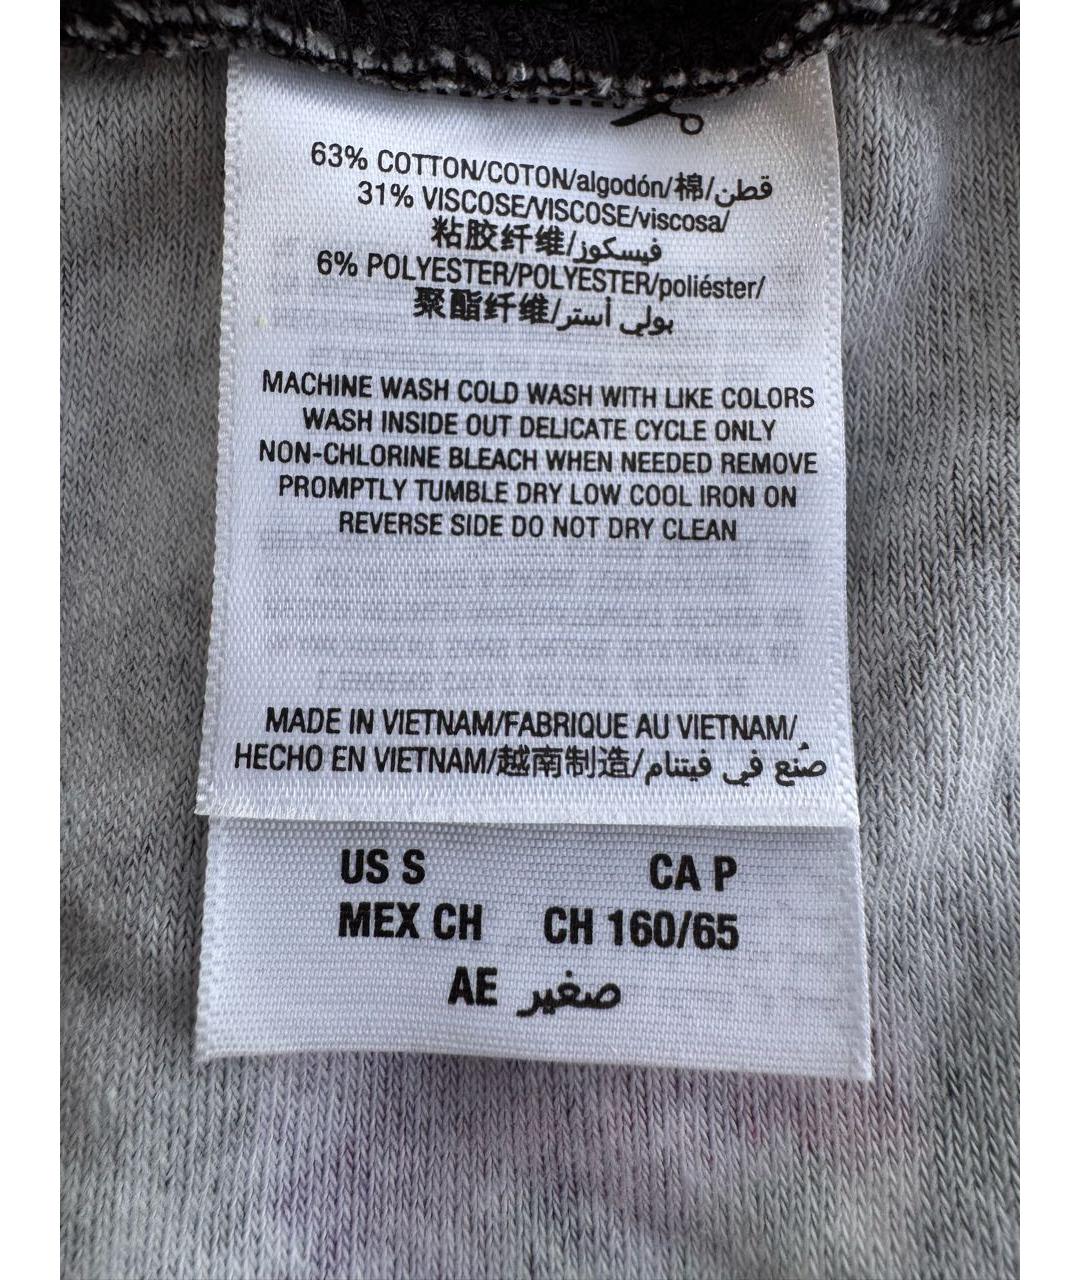 63% COTTON/COTON/algodón/棉/قطن
31% VISCOSE/VISCOSE/viscosa/
粘胶纤维/فيسكوز
6% POLYESTER/POLYESTER/poliéster/
聚酯纤维/بولي أستر
MACHINE WASH COLD WASH WITH LIKE COLORS
WASH INSIDE OUT DELICATE CYCLE ONLY
NON-CHLORINE BLEACH WHEN NEEDED REMOVE
PROMPTLY TUMBLE DRY LOW COOL IRON ON
REVERSE SIDE DO NOT DRY CLEAN
MADE IN VIETNAM/FABRIQUE AU VIETNAM/
HECHO EN VIETNAM/越南制造/صُنع في فيتنام
US S CA P
MEX CH CH 160/65
AE صغير